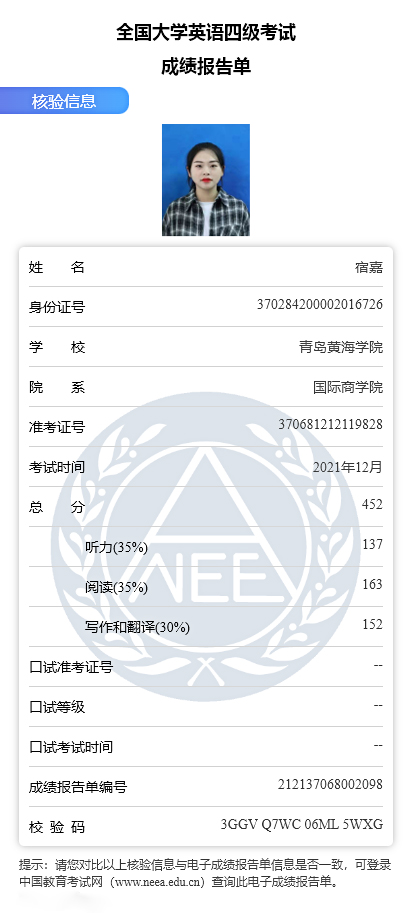 全国大学英语四级考试
成绩报告单
核验信息
姓 名 宿嘉
身份证号 370284200002016726
学 校 青岛黄海学院
院 系 国际商学院
准考证号 370681212119828
考试时间 2021年12月
总 分 452
听力(35%) 137
阅读(35%) 163
写作和翻译(30%) 152
口试准考证号 --
口试等级 --
口试考试时间 --
成绩报告单编号 212137068002098
校 验 码 3GGV Q7WC 06ML 5WXG
NEE
提示：请您对比以上核验信息与电子成绩报告单信息是否一致，可登录
中国教育考试网（www.neea.edu.cn）查询此电子成绩报告单。